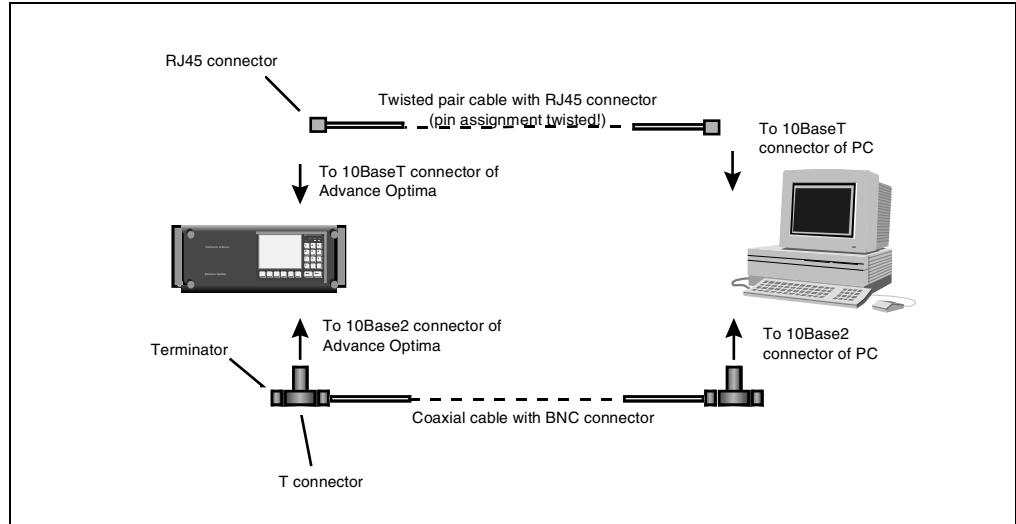 RJ45 connector
Twisted pair cable with RJ45 connector
(pin assignment twisted!)
To 10BaseT
connector of PC
To 10BaseT connector of
Advance Optima
To 10Base2 connector of
Advance Optima
To 10Base2
connector of PC
Terminator
Coaxial cable with BNC connector
T connector